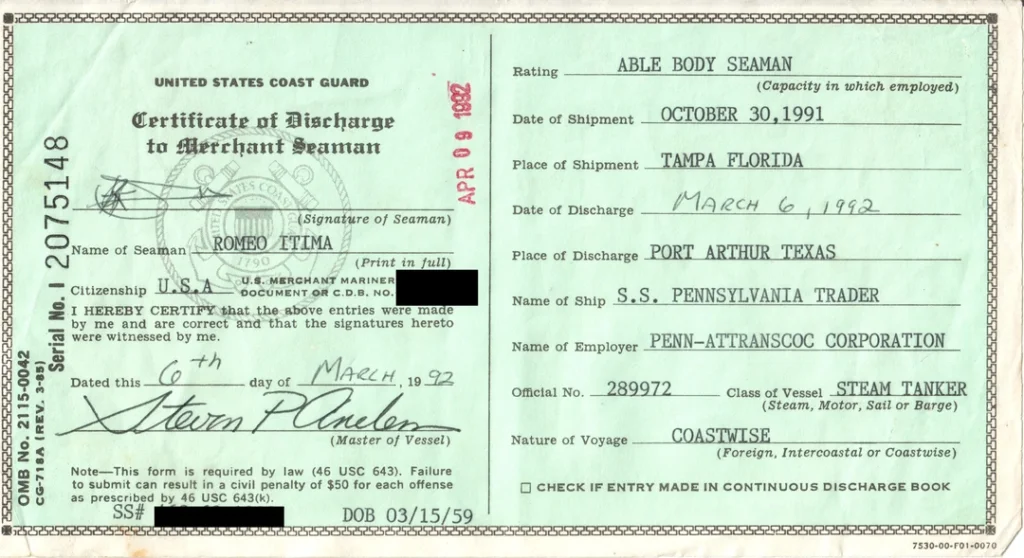 UNITED STATES COAST GUARD
Certificate of Discharge
to Merchant Seaman
APR 09 1992
(Signature of Seaman)
Name of Seaman ROMEO ITIMA
(Print in full)
Citizenship U.S.A U.S. MERCHANT MARINER
DOCUMENT OR C.D.B. NO.
I HEREBY CERTIFY that the above entries were made
by me and are correct and that the signatures hereto
were witnessed by me.
Dated this 6th day of MARCH, 1992
(Master of Vessel)
Note—This form is required by law (46 USC 643). Failure
to submit can result in a civil penalty of $50 for each offense
as prescribed by 46 USC 643(k).
SS# DOB 03/15/59
Serial No. I 2075148
OMB No. 2115-0042
CG-718A (REV. 3-85)
1790
Rating ABLE BODY SEAMAN
(Capacity in which employed)
Date of Shipment OCTOBER 30,1991
Place of Shipment TAMPA FLORIDA
Date of Discharge MARCH 6, 1992
Place of Discharge PORT ARTHUR TEXAS
Name of Ship S.S. PENNSYLVANIA TRADER
Name of Employer PENN-ATTRANSCOC CORPORATION
Official No. 289972 Class of Vessel STEAM TANKER
(Steam, Motor, Sail or Barge)
Nature of Voyage COASTWISE
(Foreign, Intercoastal or Coastwise)
☐ CHECK IF ENTRY MADE IN CONTINUOUS DISCHARGE BOOK
7530-00-F01-0070